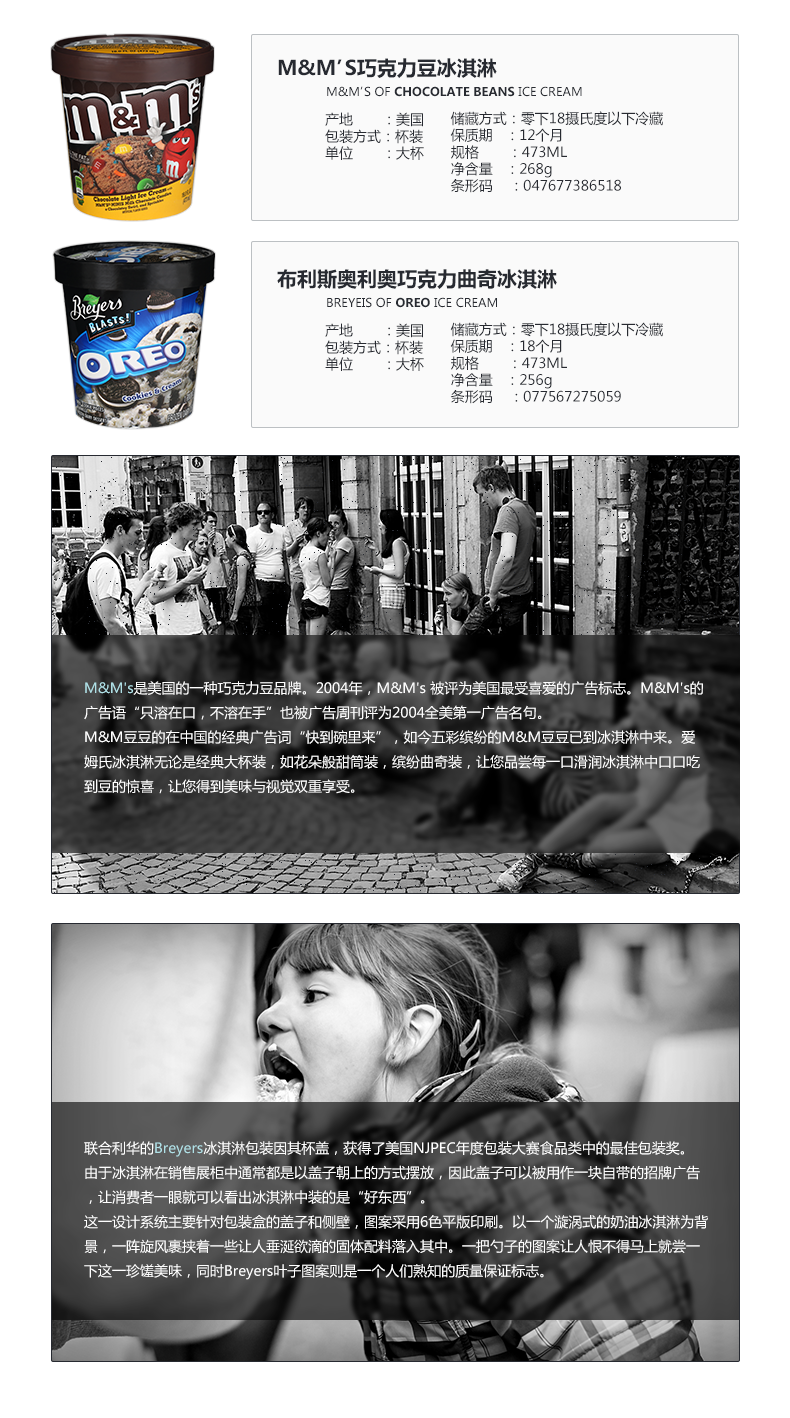 m&m's
Chocolate Light Ice Cream
M&M′S巧克力豆冰淇淋
M&M′S OF CHOCOLATE BEANS ICE CREAM
产地 ：美国
包装方式：杯装
单位 ：大杯
储藏方式：零下18摄氏度以下冷藏
保质期 ：12个月
规格 ：473ML
净含量 ：268g
条形码 ：047677386518
Breyers
BLASTS!
OREO
Cookies & Cream
布利斯奥利奥巧克力曲奇冰淇淋
BREYEIS OF OREO ICE CREAM
产地 ：美国
包装方式：杯装
单位 ：大杯
储藏方式：零下18摄氏度以下冷藏
保质期 ：18个月
规格 ：473ML
净含量 ：256g
条形码 ：077567275059
M&M's是美国的一种巧克力豆品牌。2004年，M&M's 被评为美国最受喜爱的广告标志。M&M's的
广告语“只溶在口，不溶在手”也被广告周刊评为2004全美第一广告名句。
M&M豆豆的在中国的经典广告词“快到碗里来”，如今五彩缤纷的M&M豆豆已到冰淇淋中来。爱
姆氏冰淇淋无论是经典大杯装，如花朵般甜筒装，缤纷曲奇装，让您品尝每一口滑润冰淇淋中口口吃
到豆的惊喜，让您得到美味与视觉双重享受。
联合利华的Breyers冰淇淋包装因其杯盖，获得了美国NJPEC年度包装大赛食品类中的最佳包装奖。
由于冰淇淋在销售展柜中通常都是以盖子朝上的方式摆放，因此盖子可以被用作一块自带的招牌广告
，让消费者一眼就可以看出冰淇淋中装的是“好东西”。
这一设计系统主要针对包装盒的盖子和侧壁，图案采用6色平版印刷。以一个漩涡式的奶油冰淇淋为背
景，一阵旋风裹挟着一些让人垂涎欲滴的固体配料落入其中。一把勺子的图案让人恨不得马上就尝一
下这一珍馐美味，同时Breyers叶子图案则是一个人们熟知的质量保证标志。